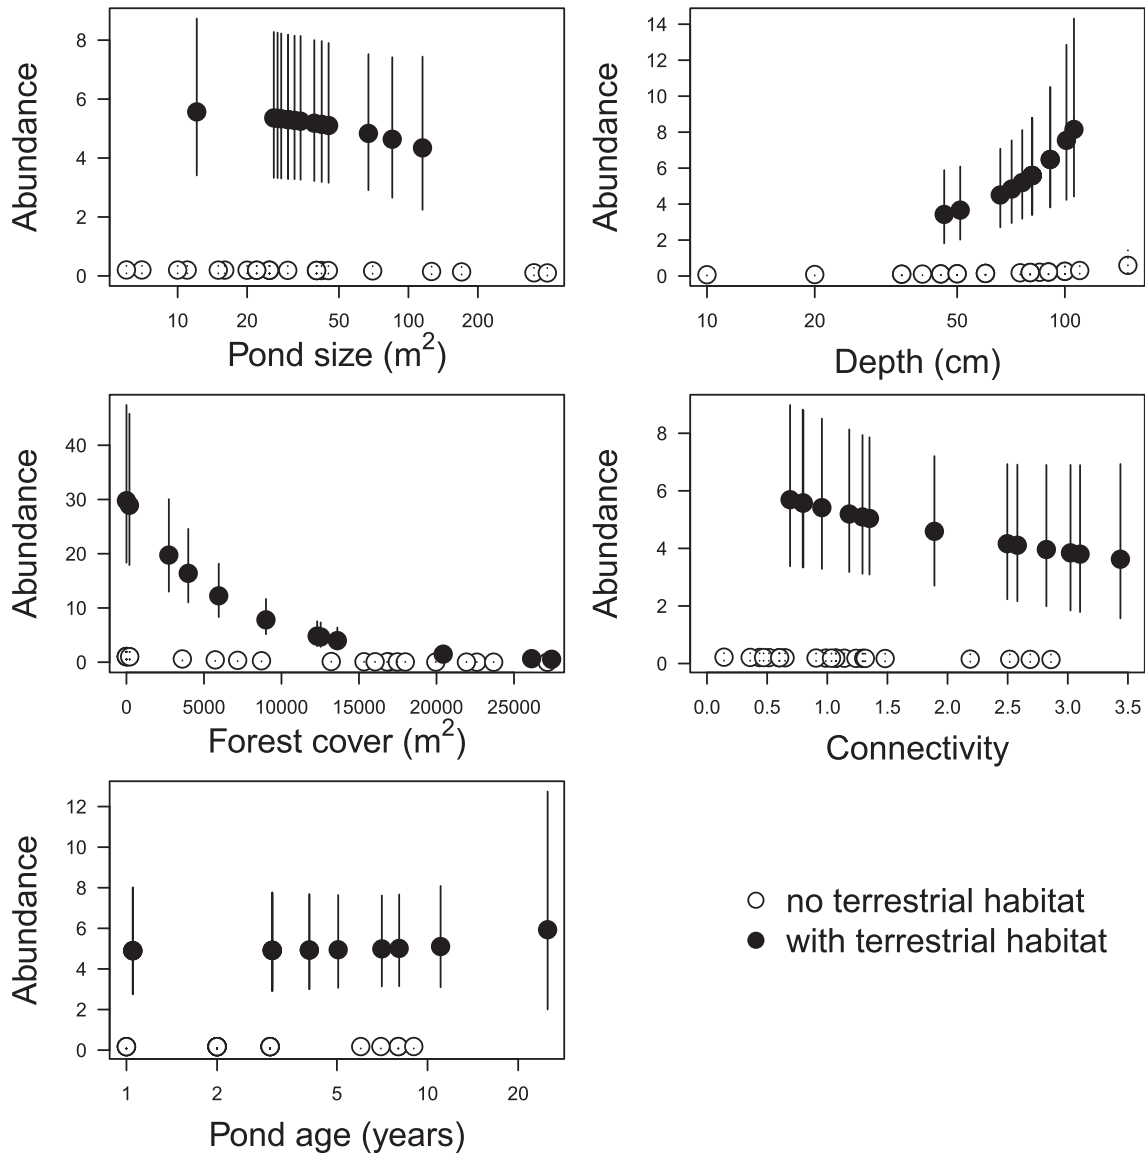 Abundance
8
6
4
2
0
10 20 50 100 200
Pond size (m²)
Abundance
14
12
10
8
6
4
2
0
10 20 50 100
Depth (cm)
Abundance
40
30
20
10
0
0 5000 10000 15000 20000 25000
Forest cover (m²)
Abundance
8
6
4
2
0
0.0 0.5 1.0 1.5 2.0 2.5 3.0 3.5
Connectivity
Abundance
12
10
8
6
4
2
0
1 2 5 10 20
Pond age (years)
no terrestrial habitat
with terrestrial habitat